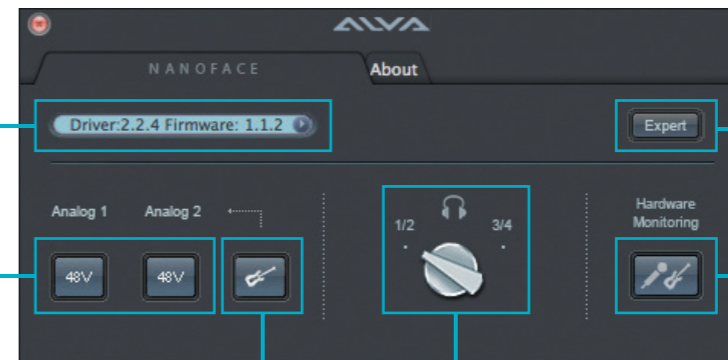 ALVA
NANOFACE
About
Driver:2.2.4 Firmware: 1.1.2
Expert
Analog 1
Analog 2
1/2
3/4
Hardware
Monitoring
48V
48V